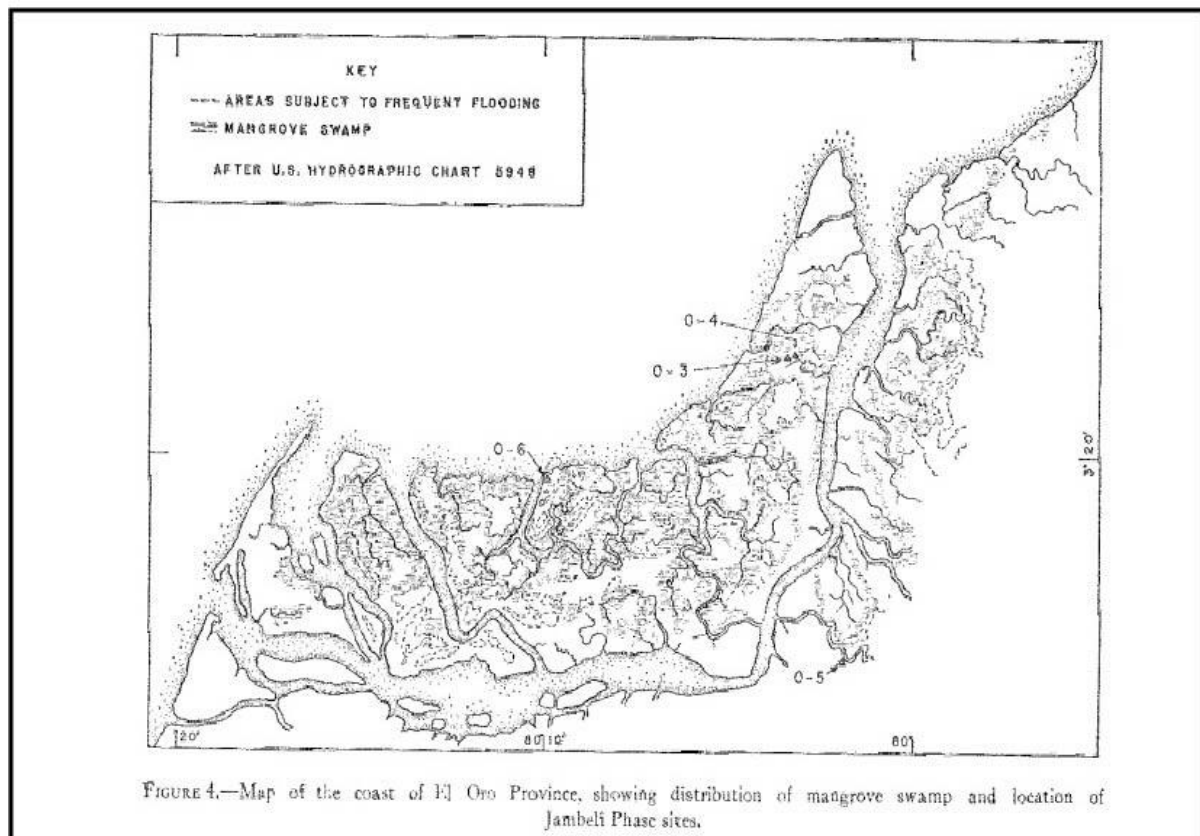 KEY
AREAS SUBJECT TO FREQUENT FLOODING
MANGROVE SWAMP
AFTER U.S. HYDROGRAPHIC CHART 5948
O-4
O-3
O-6
3°20'
O-5
20'
80°10'
80°
FIGURE 4.—Map of the coast of El Oro Province, showing distribution of mangrove swamp and location of
Jambelí Phase sites.